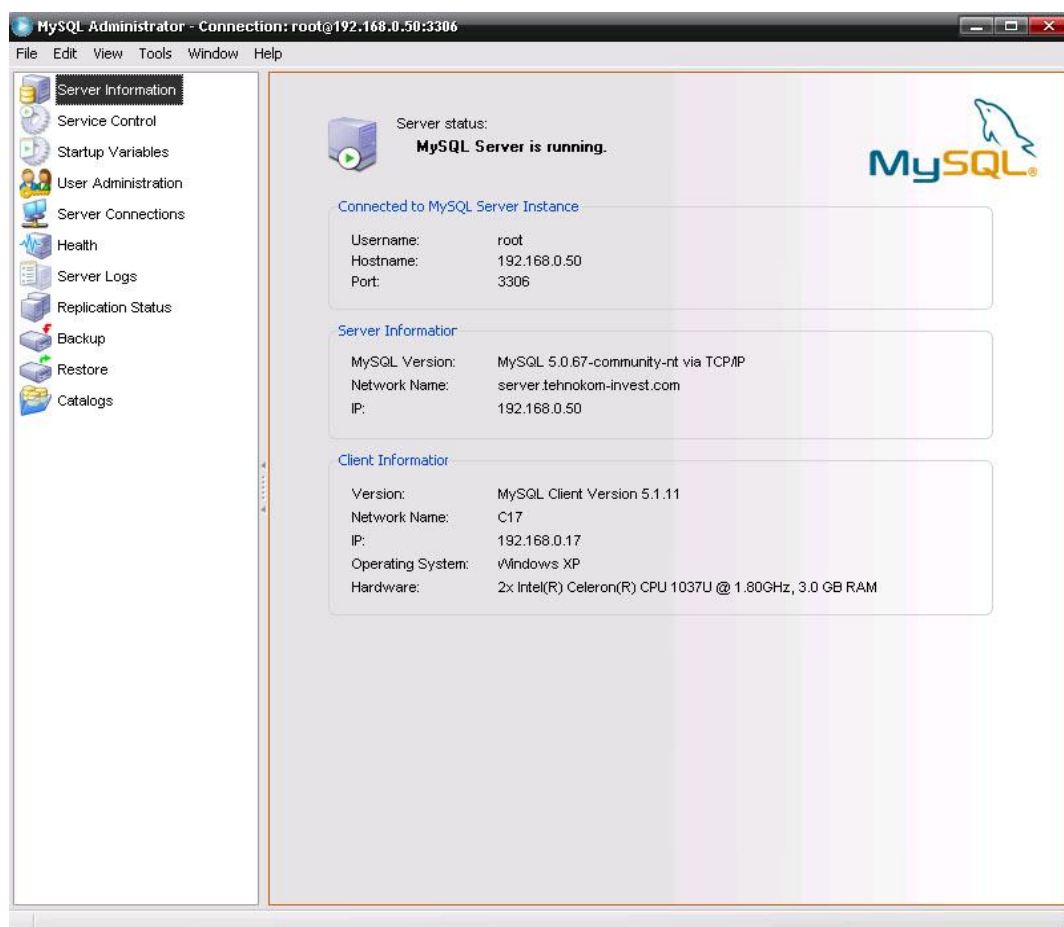 MySQL Administrator - Connection: root@192.168.0.50:3306
File Edit View Tools Window Help
Server Information
Service Control
Startup Variables
User Administration
Server Connections
Health
Server Logs
Replication Status
Backup
Restore
Catalogs
Server status:
MySQL Server is running.
MySQL®
Connected to MySQL Server Instance
Username: root
Hostname: 192.168.0.50
Port: 3306
Server Information
MySQL Version: MySQL 5.0.67-community-nt via TCP/IP
Network Name: server.tehnokom-invest.com
IP: 192.168.0.50
Client Information
Version: MySQL Client Version 5.1.11
Network Name: C17
IP: 192.168.0.17
Operating System: Windows XP
Hardware: 2x Intel(R) Celeron(R) CPU 1037U @ 1.80GHz, 3.0 GB RAM